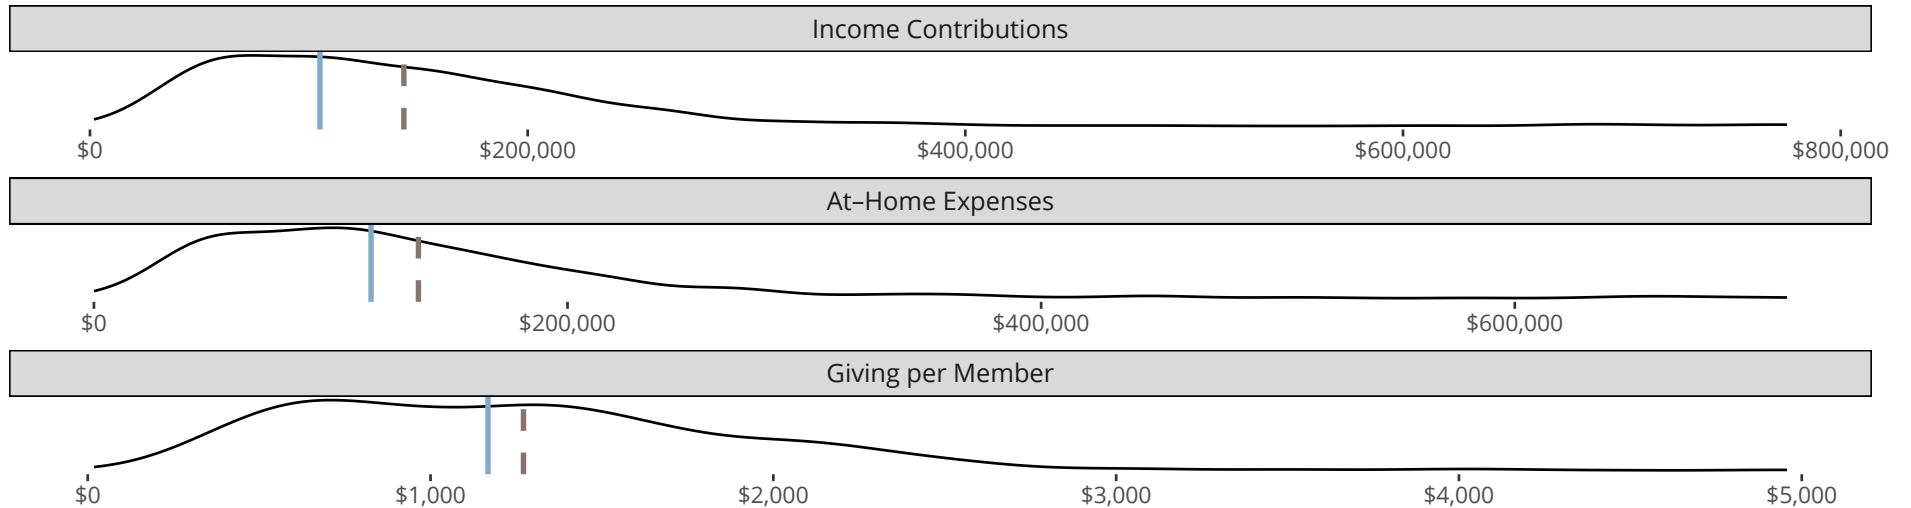 Income Contributions
$0 $200,000 $400,000 $600,000 $800,000
At–Home Expenses
$0 $200,000 $400,000 $600,000
Giving per Member
$0 $1,000 $2,000 $3,000 $4,000 $5,000